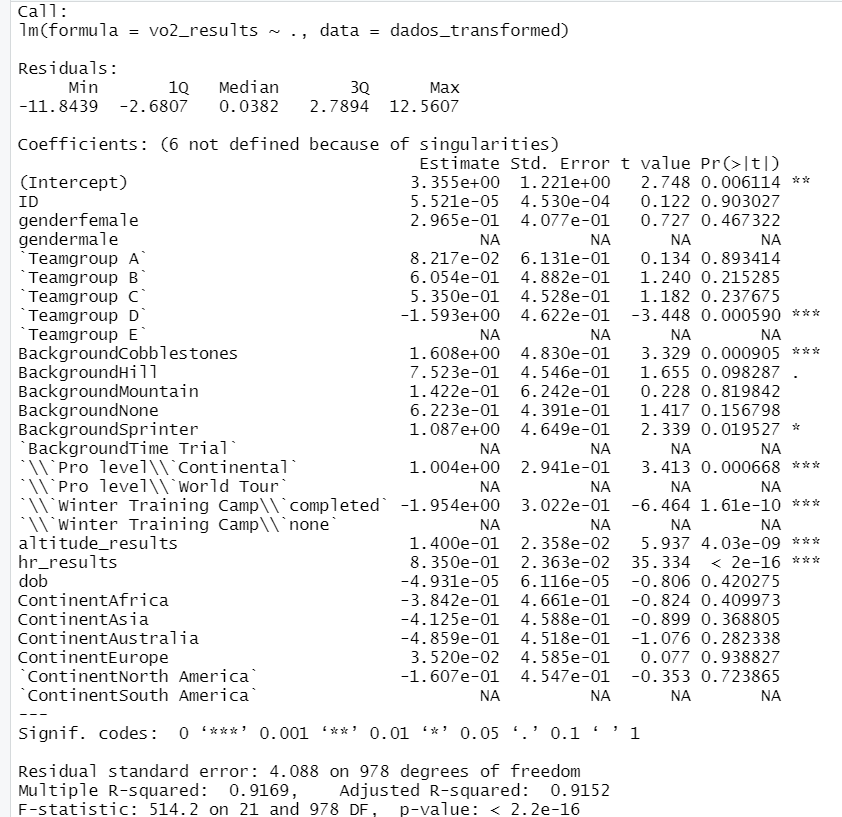 Call:
lm(formula = vo2_results ~ ., data = dados_transformed)
Residuals:
     Min       1Q   Median       3Q      Max
-11.8439  -2.6807   0.0382   2.7894  12.5607
Coefficients: (6 not defined because of singularities)
Estimate Std. Error t value Pr(>|t|)
(Intercept) 3.355e+00 1.221e+00 2.748 0.006114 **
ID 5.521e-05 4.530e-04 0.122 0.903027
genderfemale 2.965e-01 4.077e-01 0.727 0.467322
gendermale NA NA NA NA
`Teamgroup A` 8.217e-02 6.131e-01 0.134 0.893414
`Teamgroup B` 6.054e-01 4.882e-01 1.240 0.215285
`Teamgroup C` 5.350e-01 4.528e-01 1.182 0.237675
`Teamgroup D` -1.593e+00 4.622e-01 -3.448 0.000590 ***
`Teamgroup E` NA NA NA NA
BackgroundCobblestones 1.608e+00 4.830e-01 3.329 0.000905 ***
BackgroundHill 7.523e-01 4.546e-01 1.655 0.098287 .
BackgroundMountain 1.422e-01 6.242e-01 0.228 0.819842
BackgroundNone 6.223e-01 4.391e-01 1.417 0.156798
BackgroundSprinter 1.087e+00 4.649e-01 2.339 0.019527 *
`BackgroundTime Trial` NA NA NA NA
`\\`Pro level\\`Continental` 1.004e+00 2.941e-01 3.413 0.000668 ***
`\\`Pro level\\`World Tour` NA NA NA NA
`\\`Winter Training Camp\\`completed` -1.954e+00 3.022e-01 -6.464 1.61e-10 ***
`\\`Winter Training Camp\\`none` NA NA NA NA
altitude_results 1.400e-01 2.358e-02 5.937 4.03e-09 ***
hr_results 8.350e-01 2.363e-02 35.334 < 2e-16 ***
dob -4.931e-05 6.116e-05 -0.806 0.420275
ContinentAfrica -3.842e-01 4.661e-01 -0.824 0.409973
ContinentAsia -4.125e-01 4.588e-01 -0.899 0.368805
ContinentAustralia -4.859e-01 4.518e-01 -1.076 0.282338
ContinentEurope 3.520e-02 4.585e-01 0.077 0.938827
`ContinentNorth America` -1.607e-01 4.547e-01 -0.353 0.723865
`ContinentSouth America` NA NA NA NA
---
Signif. codes:  0 ‘***’ 0.001 ‘**’ 0.01 ‘*’ 0.05 ‘.’ 0.1 ‘ ’ 1
Residual standard error: 4.088 on 978 degrees of freedom
Multiple R-squared:  0.9169,    Adjusted R-squared:  0.9152
F-statistic: 514.2 on 21 and 978 DF,  p-value: < 2.2e-16